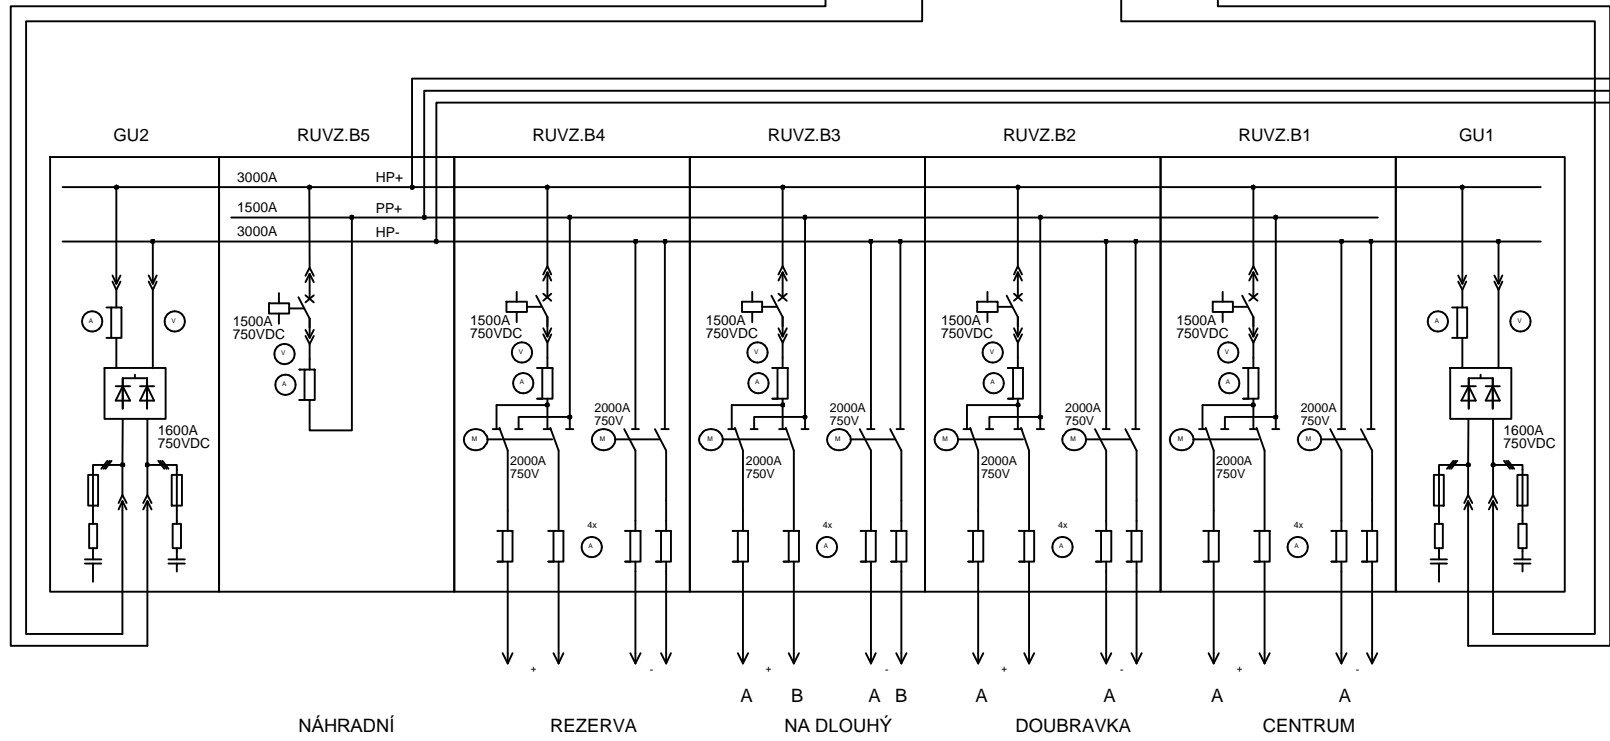 GU2 RUVZ.B5 RUVZ.B4 RUVZ.B3 RUVZ.B2 RUVZ.B1 GU1
3000A HP+
1500A PP+
3000A HP-
A V
1500A
750VDC
V
A
1500A
750VDC
V
A
1500A
750VDC
V
A
1500A
750VDC
V
A
1500A
750VDC
V
A
A V
1600A
750VDC
M
2000A
750V
M
2000A
750V
M
2000A
750V
M
2000A
750V
M
2000A
750V
M
2000A
750V
M
2000A
750V
M
2000A
750V
1600A
750VDC
4x
A
4x
A
4x
A
4x
A
+ - + - + - + -
A B A B A A A A
NÁHRADNÍ REZERVA NA DLOUHÝ DOUBRAVKA CENTRUM